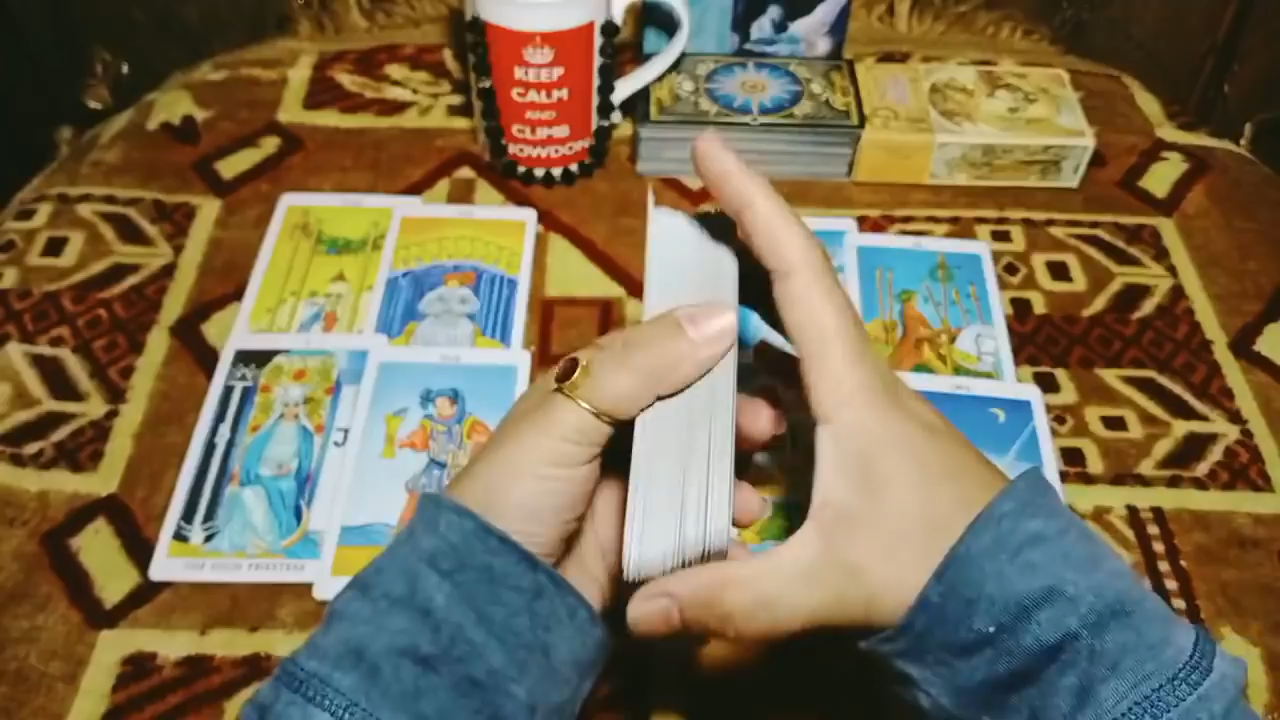 KEEP
CALM
AND
CLIMB
SNOWDON
J
THE HIGH PRIESTESS